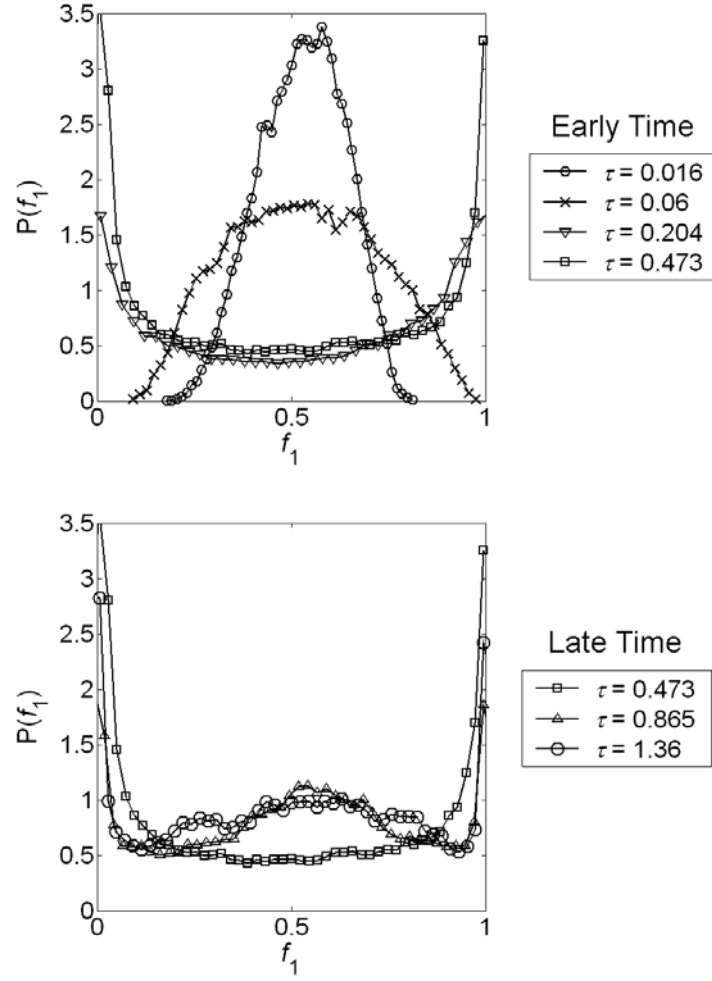 3.5
3
2.5
2
1.5
1
0.5
0
P(f₁)
0
0.5
1
f₁
Early Time
τ = 0.016
τ = 0.06
τ = 0.204
τ = 0.473
3.5
3
2.5
2
1.5
1
0.5
0
P(f₁)
0
0.5
1
f₁
Late Time
τ = 0.473
τ = 0.865
τ = 1.36